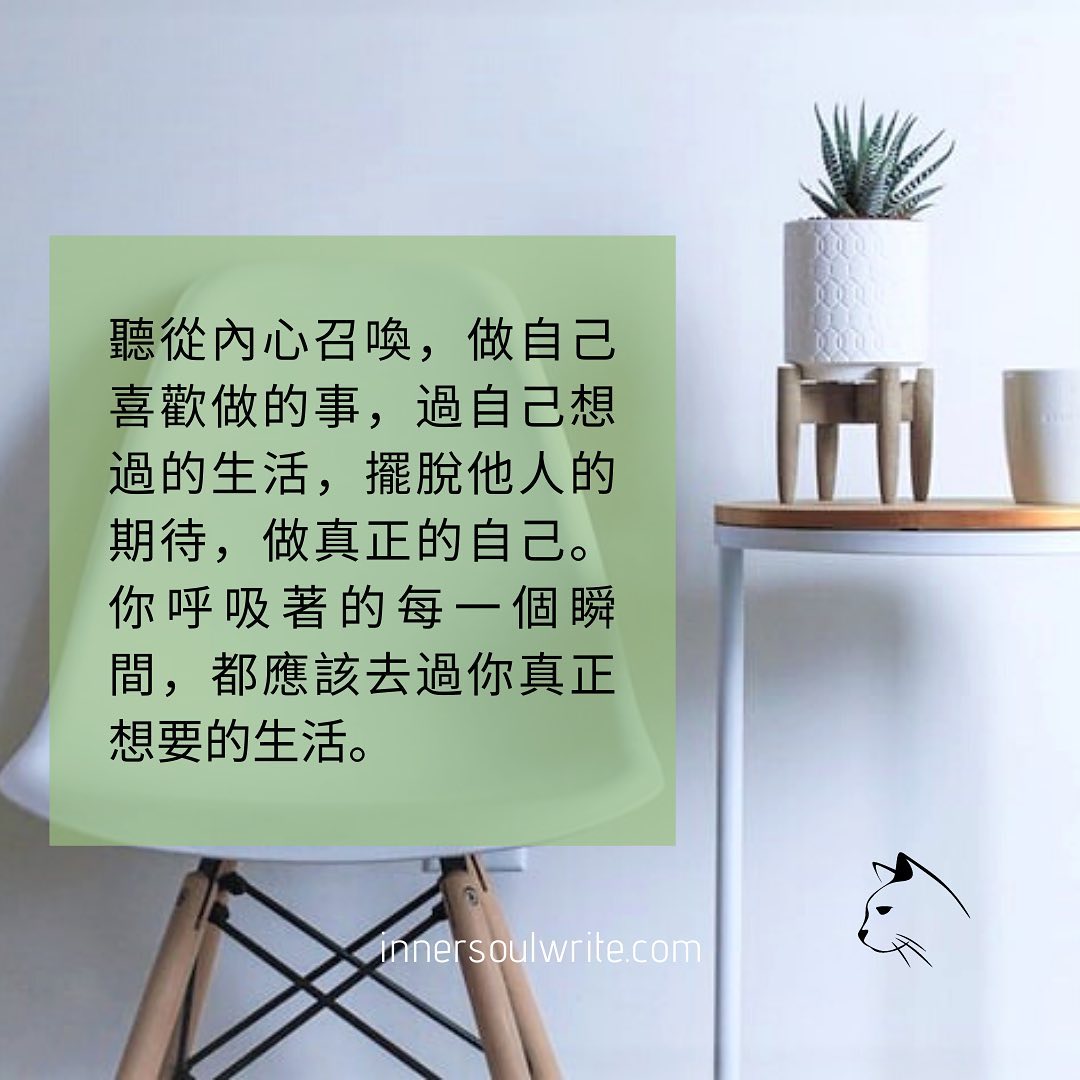 聽從內心召喚，做自己
喜歡做的事，過自己想
過的生活，擺脫他人的
期待，做真正的自己。
你呼吸著的每一個瞬
間，都應該去過你真正
想要的生活。
innersoulwrite.com